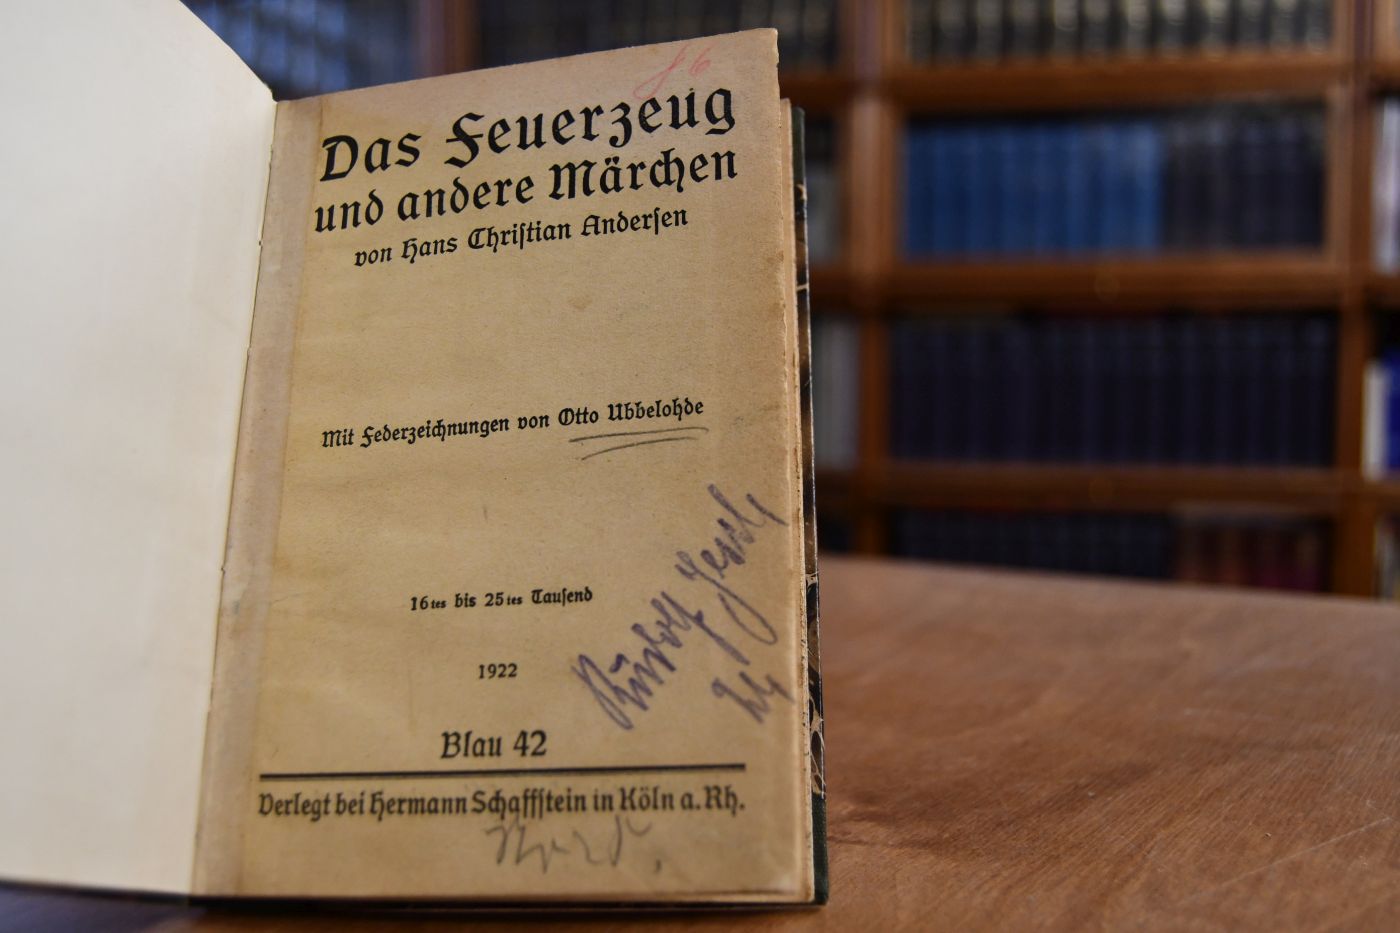 Das Feuerzeug
und andere Märchen
von Hans Christian Andersen
Mit Federzeichnungen von Otto Ubbelohde
16tes bis 25tes Tausend
1922
Rudolf
Blau 42
Verlegt bei Hermann Schaffstein in Köln a. Rh.